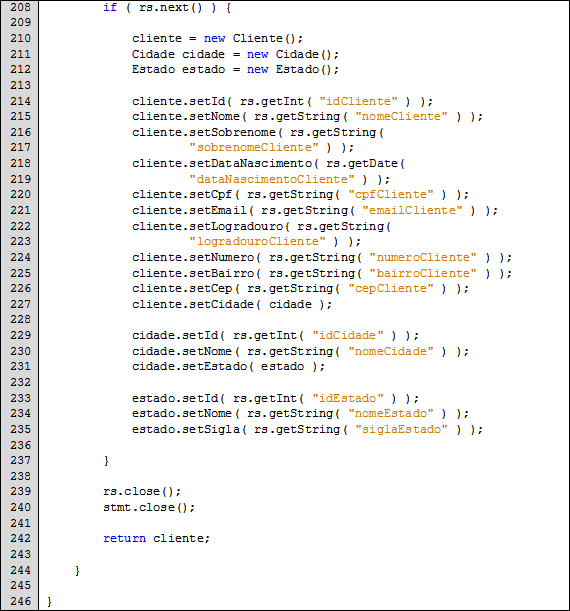 208         if ( rs.next() ) {
209
210             cliente = new Cliente();
211             Cidade cidade = new Cidade();
212             Estado estado = new Estado();
213
214             cliente.setId( rs.getInt( "idCliente" ) );
215             cliente.setNome( rs.getString( "nomeCliente" ) );
216             cliente.setSobrenome( rs.getString(
217                     "sobrenomeCliente" ) );
218             cliente.setDataNascimento( rs.getDate(
219                     "dataNascimentoCliente" ) );
220             cliente.setCpf( rs.getString( "cpfCliente" ) );
221             cliente.setEmail( rs.getString( "emailCliente" ) );
222             cliente.setLogradouro( rs.getString(
223                     "logradouroCliente" ) );
224             cliente.setNumero( rs.getString( "numeroCliente" ) );
225             cliente.setBairro( rs.getString( "bairroCliente" ) );
226             cliente.setCep( rs.getString( "cepCliente" ) );
227             cliente.setCidade( cidade );
228
229             cidade.setId( rs.getInt( "idCidade" ) );
230             cidade.setNome( rs.getString( "nomeCidade" ) );
231             cidade.setEstado( estado );
232
233             estado.setId( rs.getInt( "idEstado" ) );
234             estado.setNome( rs.getString( "nomeEstado" ) );
235             estado.setSigla( rs.getString( "siglaEstado" ) );
236
237         }
238
239         rs.close();
240         stmt.close();
241
242         return cliente;
243
244     }
245
246 }